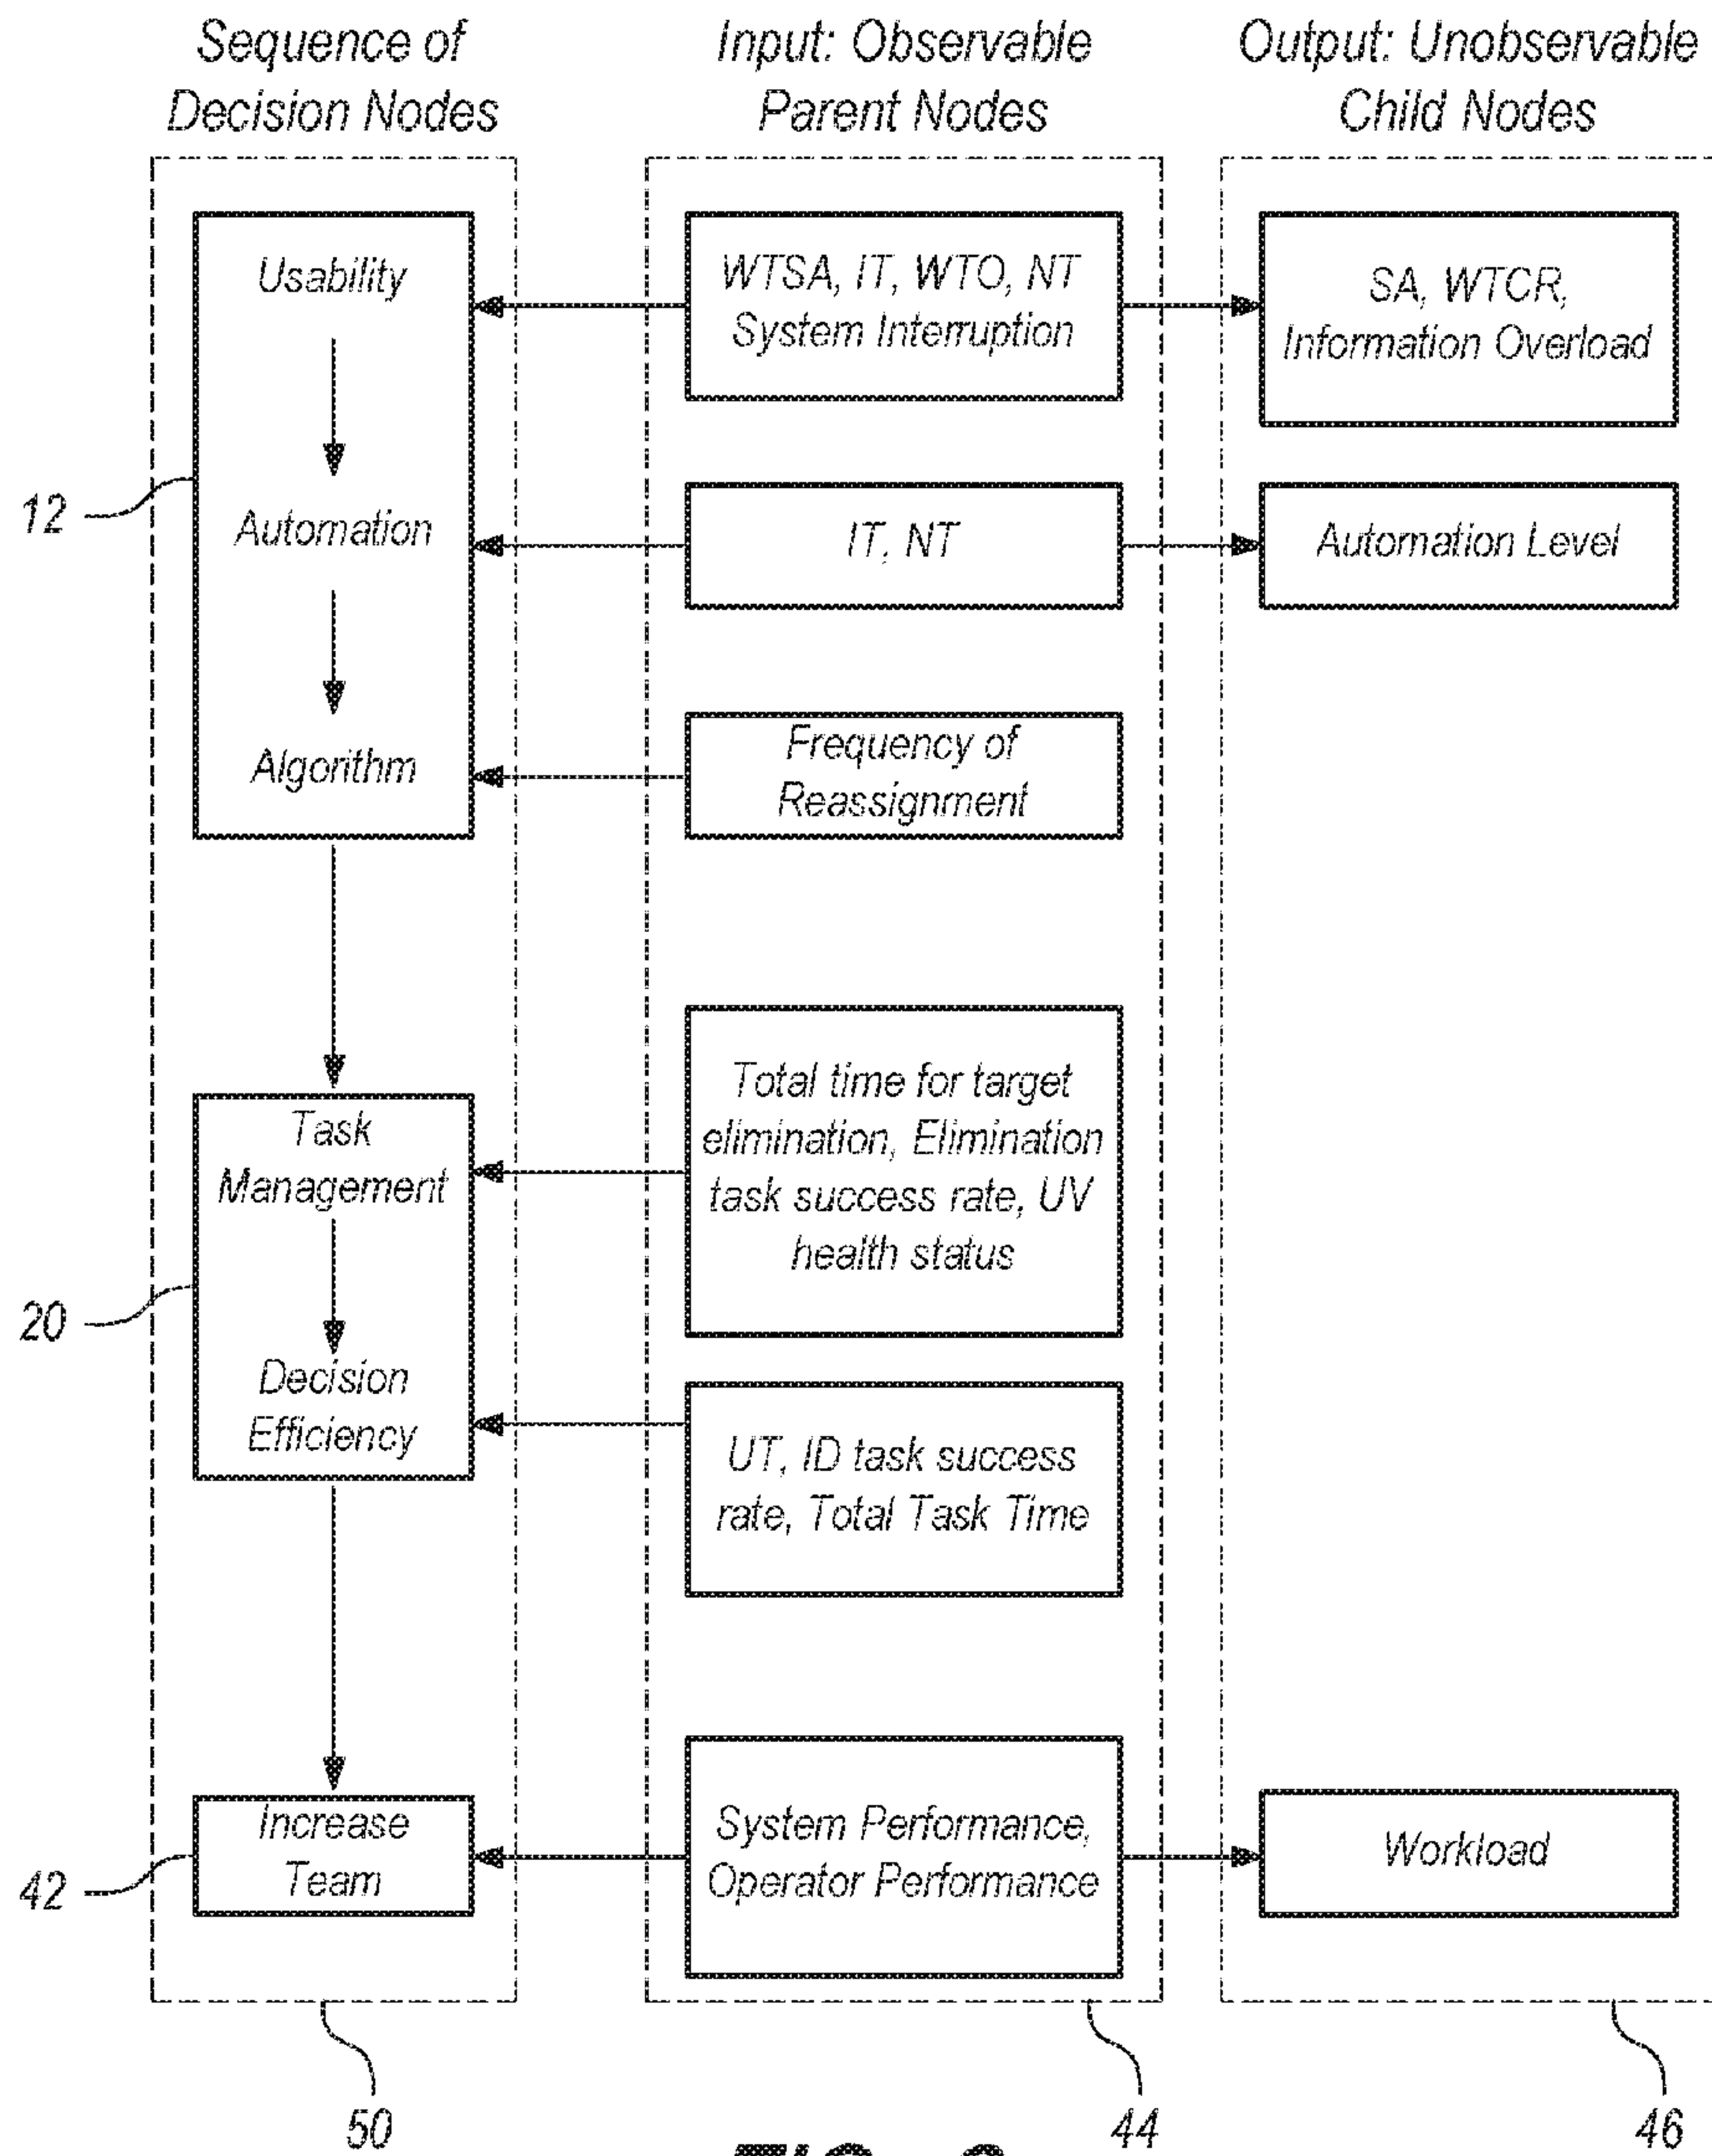 Sequence of
Decision Nodes
Input: Observable
Parent Nodes
Output: Unobservable
Child Nodes
Usability
WTSA, IT, WTO, NT
System Interruption
SA, WTCR,
Information Overload
12
Automation
IT, NT
Automation Level
Algorithm
Frequency of
Reassignment
Task
Management
Total time for target
elimination, Elimination
task success rate, UV
health status
20
Decision
Efficiency
UT, ID task success
rate, Total Task Time
42
Increase
Team
System Performance,
Operator Performance
Workload
50
44
46